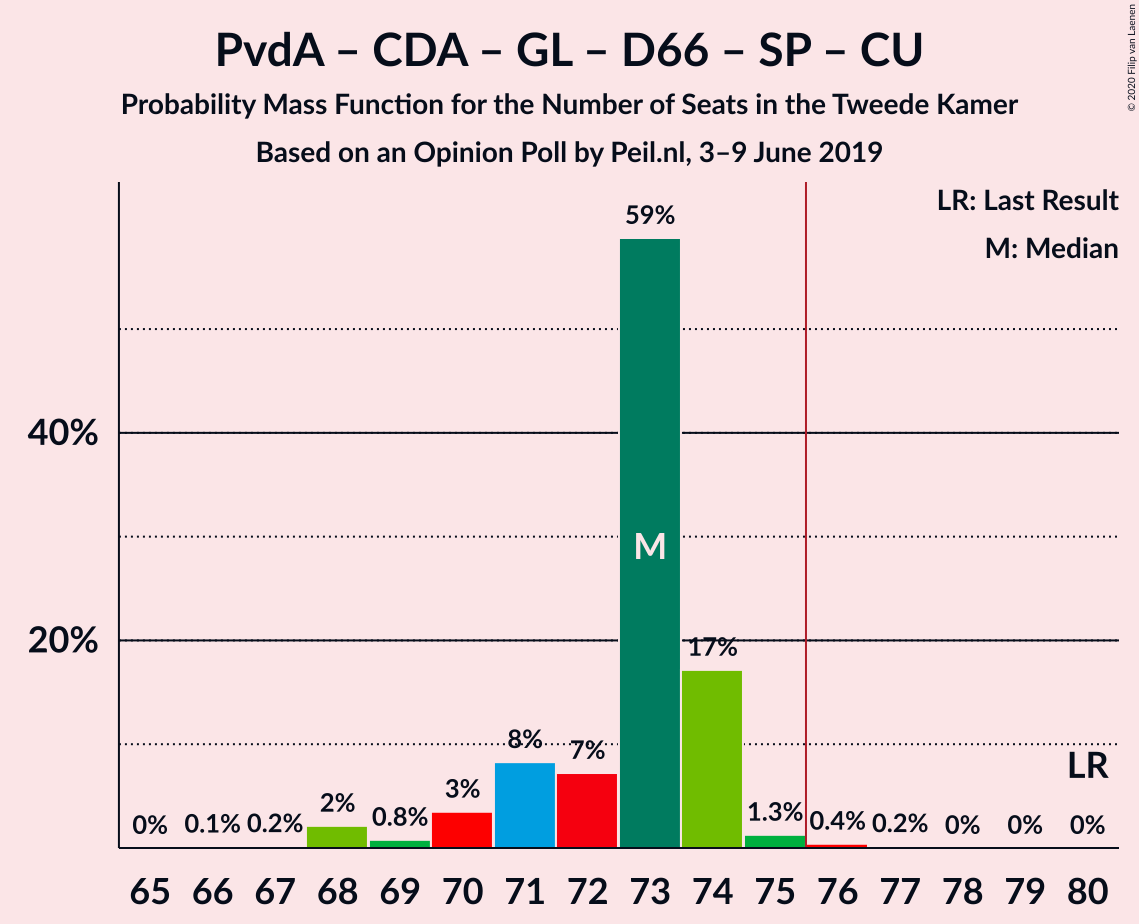 PvdA – CDA – GL – D66 – SP – CU
Probability Mass Function for the Number of Seats in the Tweede Kamer
Based on an Opinion Poll by Peil.nl, 3–9 June 2019
© 2020 Filip van Laenen
LR: Last Result
M: Median
59%
40%
M
20%
17%
8%
7%
LR
3%
2%
0.8%
1.3%
0%
0.1%
0.2%
0.4%
0.2%
0%
0%
0%
65 66 67 68 69 70 71 72 73 74 75 76 77 78 79 80